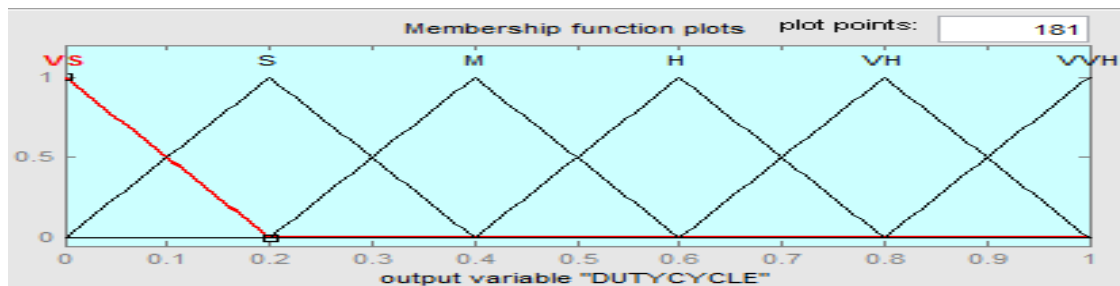 Membership function plots plot points: 181
VS S M H VH VVH
1
0.5
0
0 0.1 0.2 0.3 0.4 0.5 0.6 0.7 0.8 0.9 1
output variable "DUTYCYCLE"